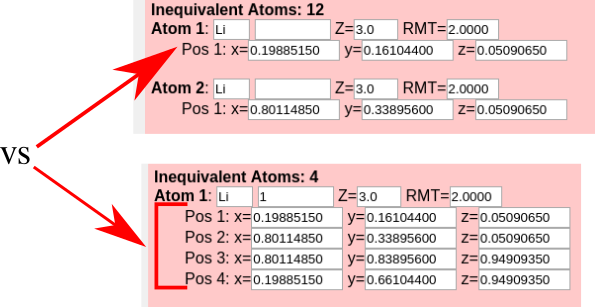 Inequivalent Atoms: 12
Atom 1: Li Z=3.0 RMT=2.0000
Pos 1: x=0.19885150 y=0.16104400 z=0.05090650
Atom 2: Li Z=3.0 RMT=2.0000
Pos 1: x=0.80114850 y=0.33895600 z=0.05090650
vs
Inequivalent Atoms: 4
Atom 1: Li 1 Z=3.0 RMT=2.0000
Pos 1: x=0.19885150 y=0.16104400 z=0.05090650
Pos 2: x=0.80114850 y=0.33895600 z=0.05090650
Pos 3: x=0.80114850 y=0.83895600 z=0.94909350
Pos 4: x=0.19885150 y=0.66104400 z=0.94909350